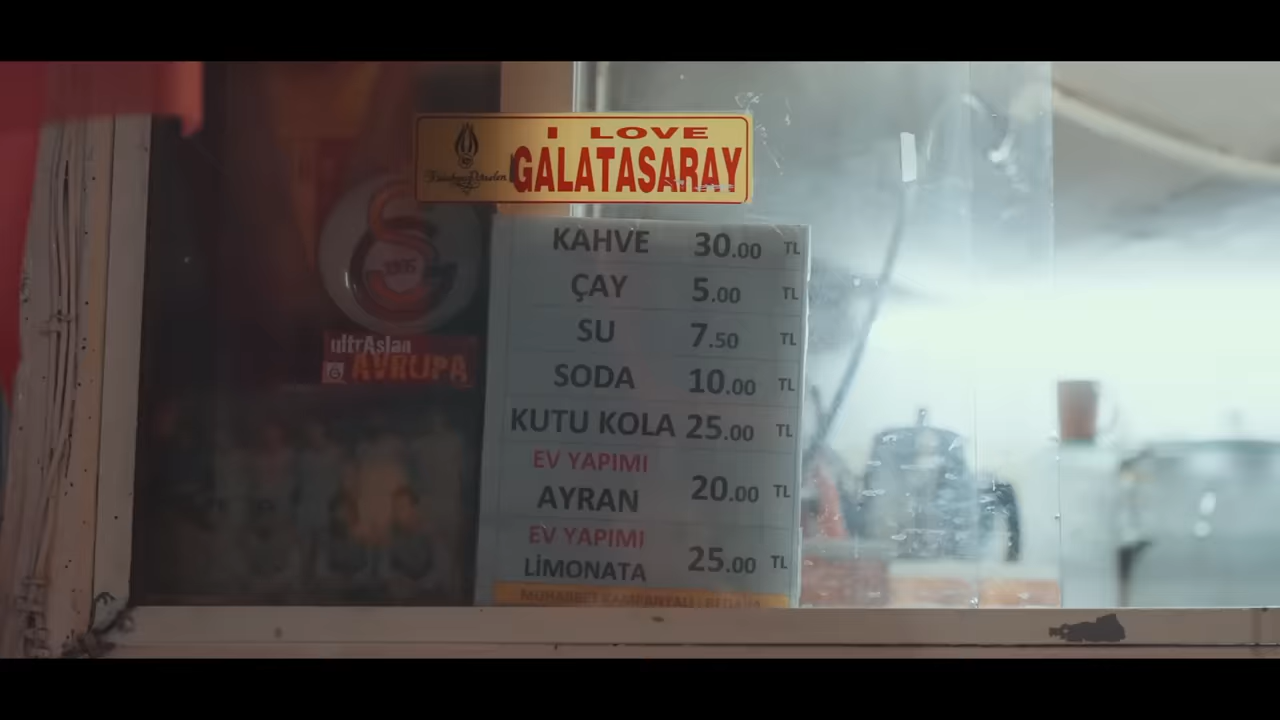 I LOVE
GALATASARAY
1905
ultrAslan
AVRUPA
KAHVE 30.00 TL
ÇAY 5.00 TL
SU 7.50 TL
SODA 10.00 TL
KUTU KOLA 25.00 TL
EV YAPIMI
AYRAN 20.00 TL
EV YAPIMI
LİMONATA 25.00 TL
MUHABBET